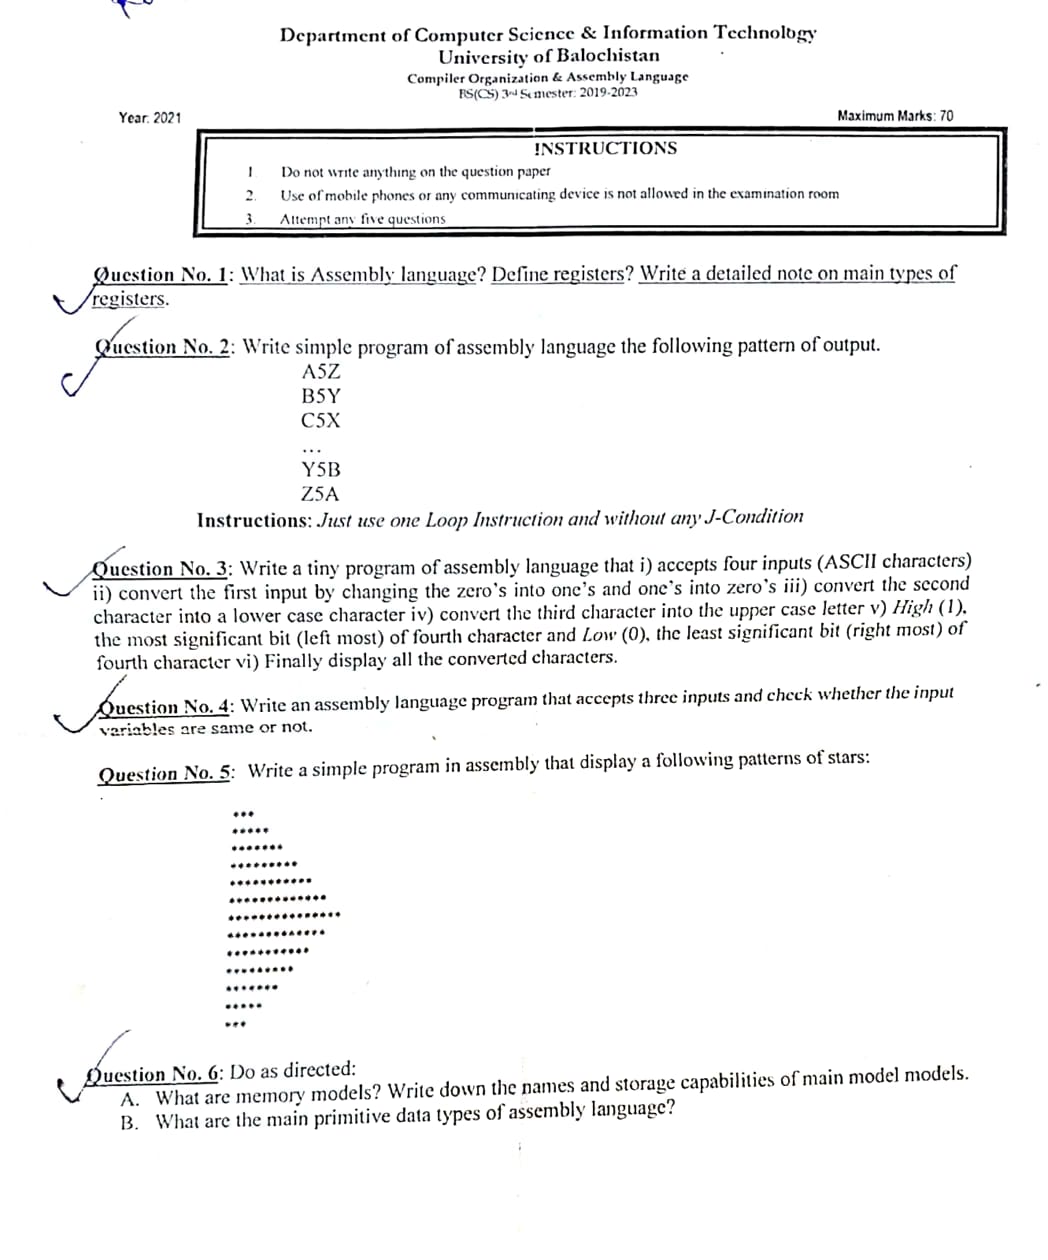 Department of Computer Science & Information Technology
University of Balochistan
Compiler Organization & Assembly Language
BS(CS) 3rd Semester: 2019-2023
Year: 2021
Maximum Marks: 70
INSTRUCTIONS
1. Do not write anything on the question paper
2. Use of mobile phones or any communicating device is not allowed in the examination room
3. Attempt any five questions
Question No. 1: What is Assembly language? Define registers? Write a detailed note on main types of
registers.
Question No. 2: Write simple program of assembly language the following pattern of output.
A5Z
B5Y
C5X
...
Y5B
Z5A
Instructions: Just use one Loop Instruction and without any J-Condition
Question No. 3: Write a tiny program of assembly language that i) accepts four inputs (ASCII characters)
ii) convert the first input by changing the zero's into one's and one's into zero's iii) convert the second
character into a lower case character iv) convert the third character into the upper case letter v) High (1),
the most significant bit (left most) of fourth character and Low (0), the least significant bit (right most) of
fourth character vi) Finally display all the converted characters.
Question No. 4: Write an assembly language program that accepts three inputs and check whether the input
variables are same or not.
Question No. 5: Write a simple program in assembly that display a following patterns of stars:
***
*****
*******
*********
***********
*************
***************
*************
***********
*********
*******
*****
***
Question No. 6: Do as directed:
A. What are memory models? Write down the names and storage capabilities of main model models.
B. What are the main primitive data types of assembly language?